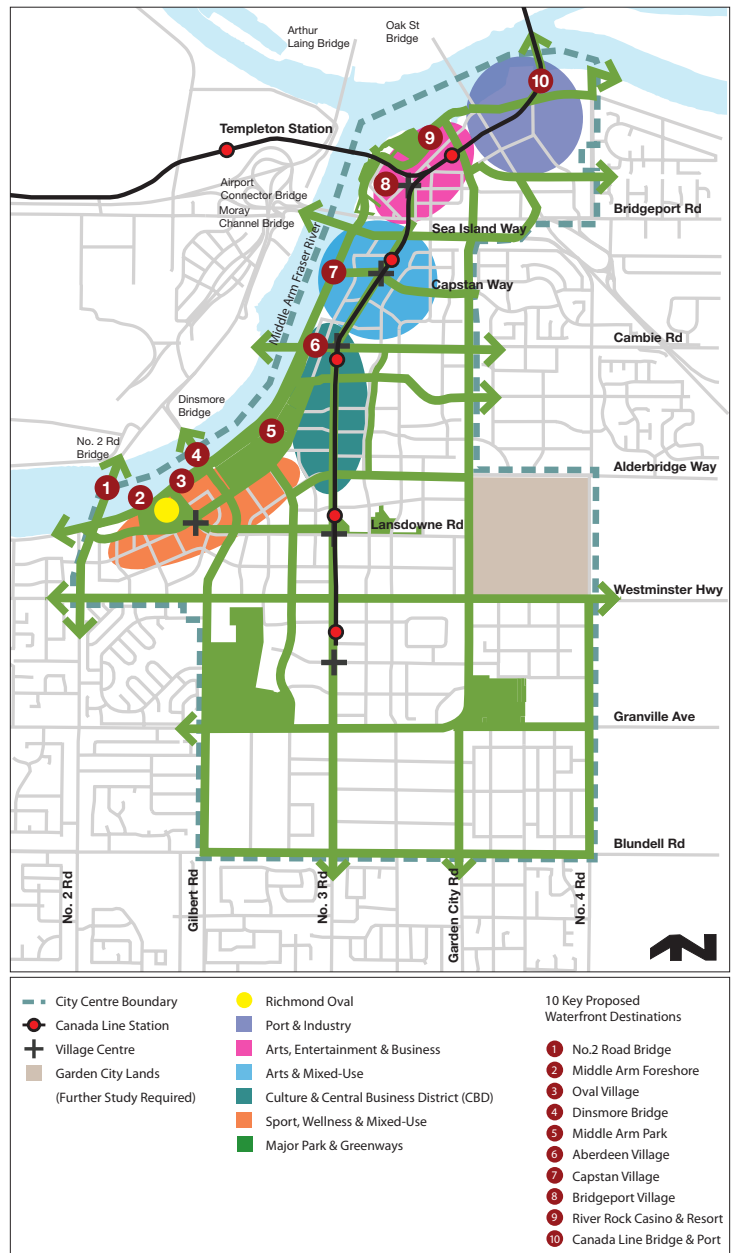 Arthur
Laing Bridge
Oak St
Bridge
10
Templeton Station
9
8
Airport
Connector Bridge
Moray
Channel Bridge
Bridgeport Rd
Sea Island Way
Middle Arm Fraser River
7
Capstan Way
6
Cambie Rd
Dinsmore
Bridge
5
No. 2 Rd
Bridge
4
Alderbridge Way
3
1
2
Lansdowne Rd
Westminster Hwy
Granville Ave
Blundell Rd
No. 2 Rd
Gilbert Rd
No. 3 Rd
Garden City Rd
No. 4 Rd
N
City Centre Boundary
Canada Line Station
Village Centre
Garden City Lands
(Further Study Required)
Richmond Oval
Port & Industry
Arts, Entertainment & Business
Arts & Mixed-Use
Culture & Central Business District (CBD)
Sport, Wellness & Mixed-Use
Major Park & Greenways
10 Key Proposed
Waterfront Destinations
1 No.2 Road Bridge
2 Middle Arm Foreshore
3 Oval Village
4 Dinsmore Bridge
5 Middle Arm Park
6 Aberdeen Village
7 Capstan Village
8 Bridgeport Village
9 River Rock Casino & Resort
10 Canada Line Bridge & Port